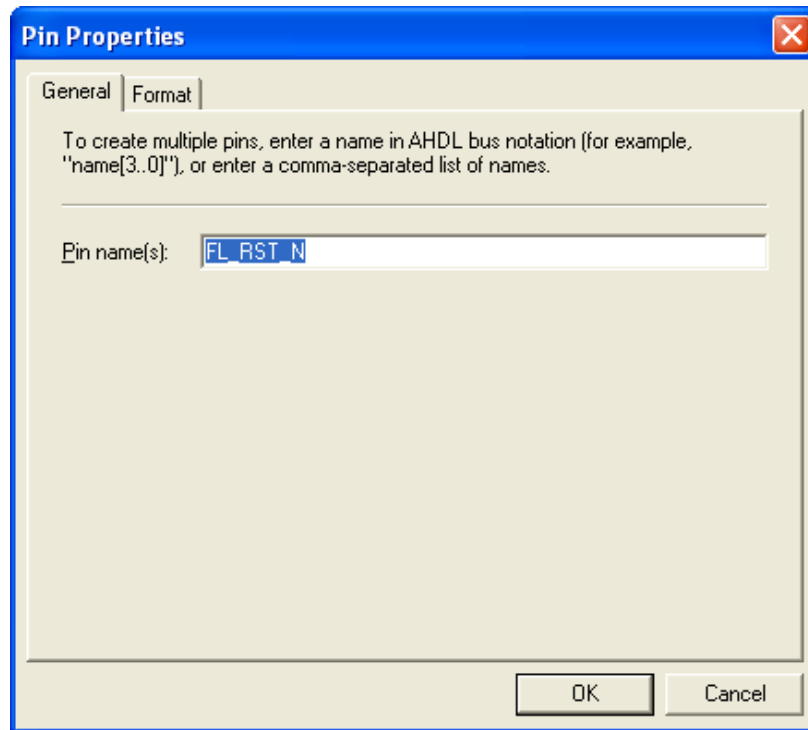 Pin Properties
General Format
To create multiple pins, enter a name in AHDL bus notation (for example,
"name[3..0]"), or enter a comma-separated list of names.
Pin name(s): FL_RST_N
OK Cancel